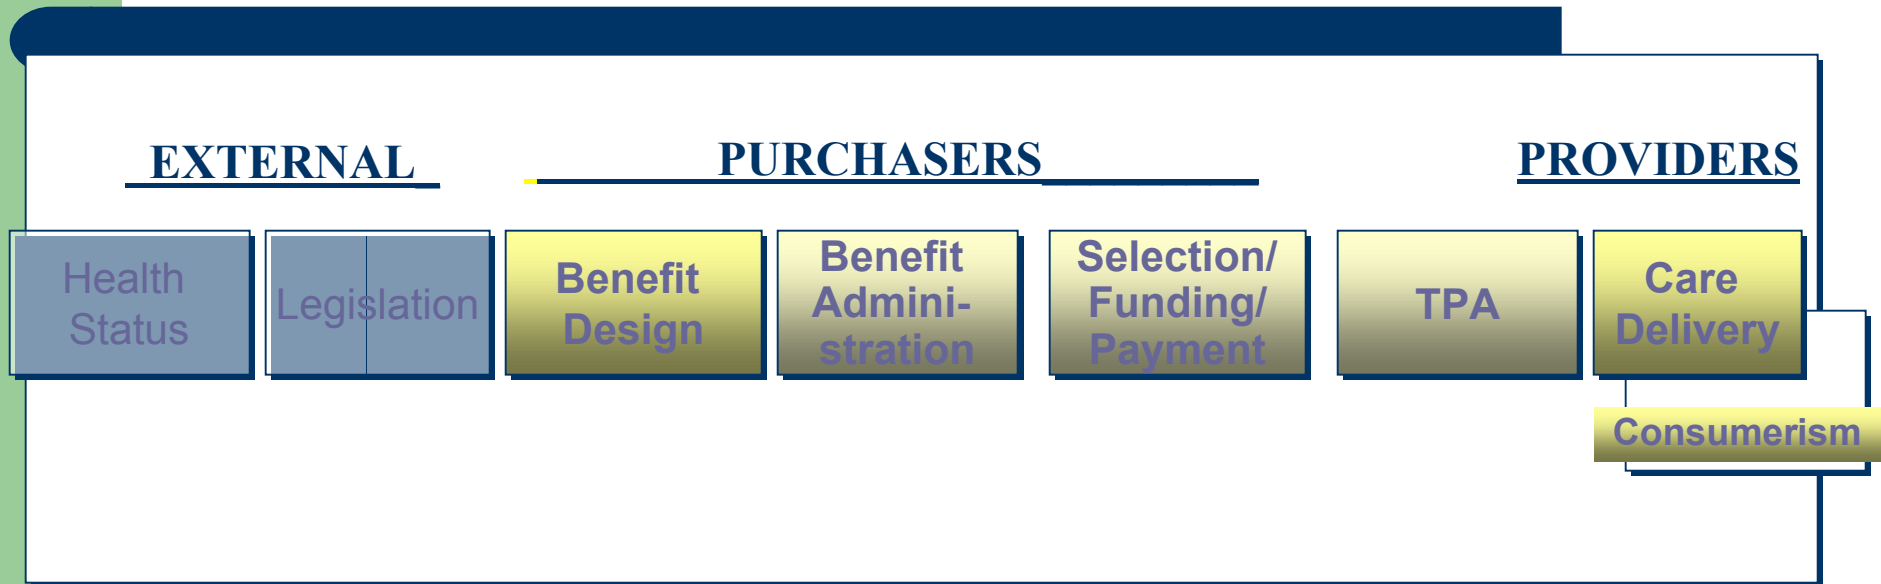 EXTERNAL
PURCHASERS
PROVIDERS
Health
Status
Legislation
Benefit
Design
Benefit
Admini-
stration
Selection/
Funding/
Payment
TPA
Care
Delivery
Consumerism